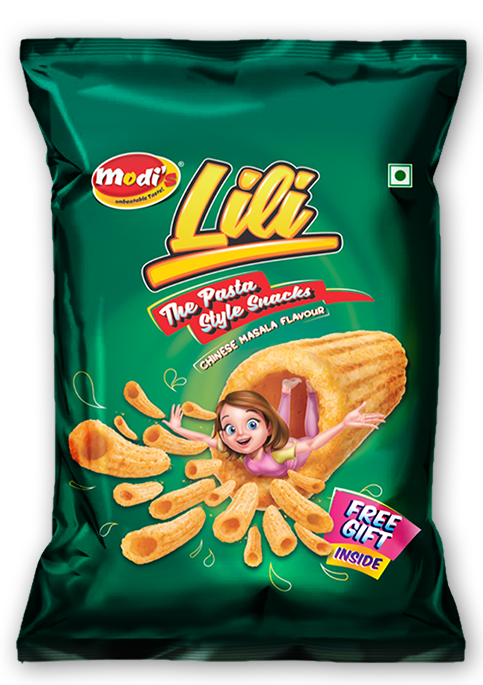 Modi's
unbeatable Taste!
®
Lili
The Pasta
Style Snacks
CHINESE MASALA FLAVOUR
FREE
GIFT
INSIDE